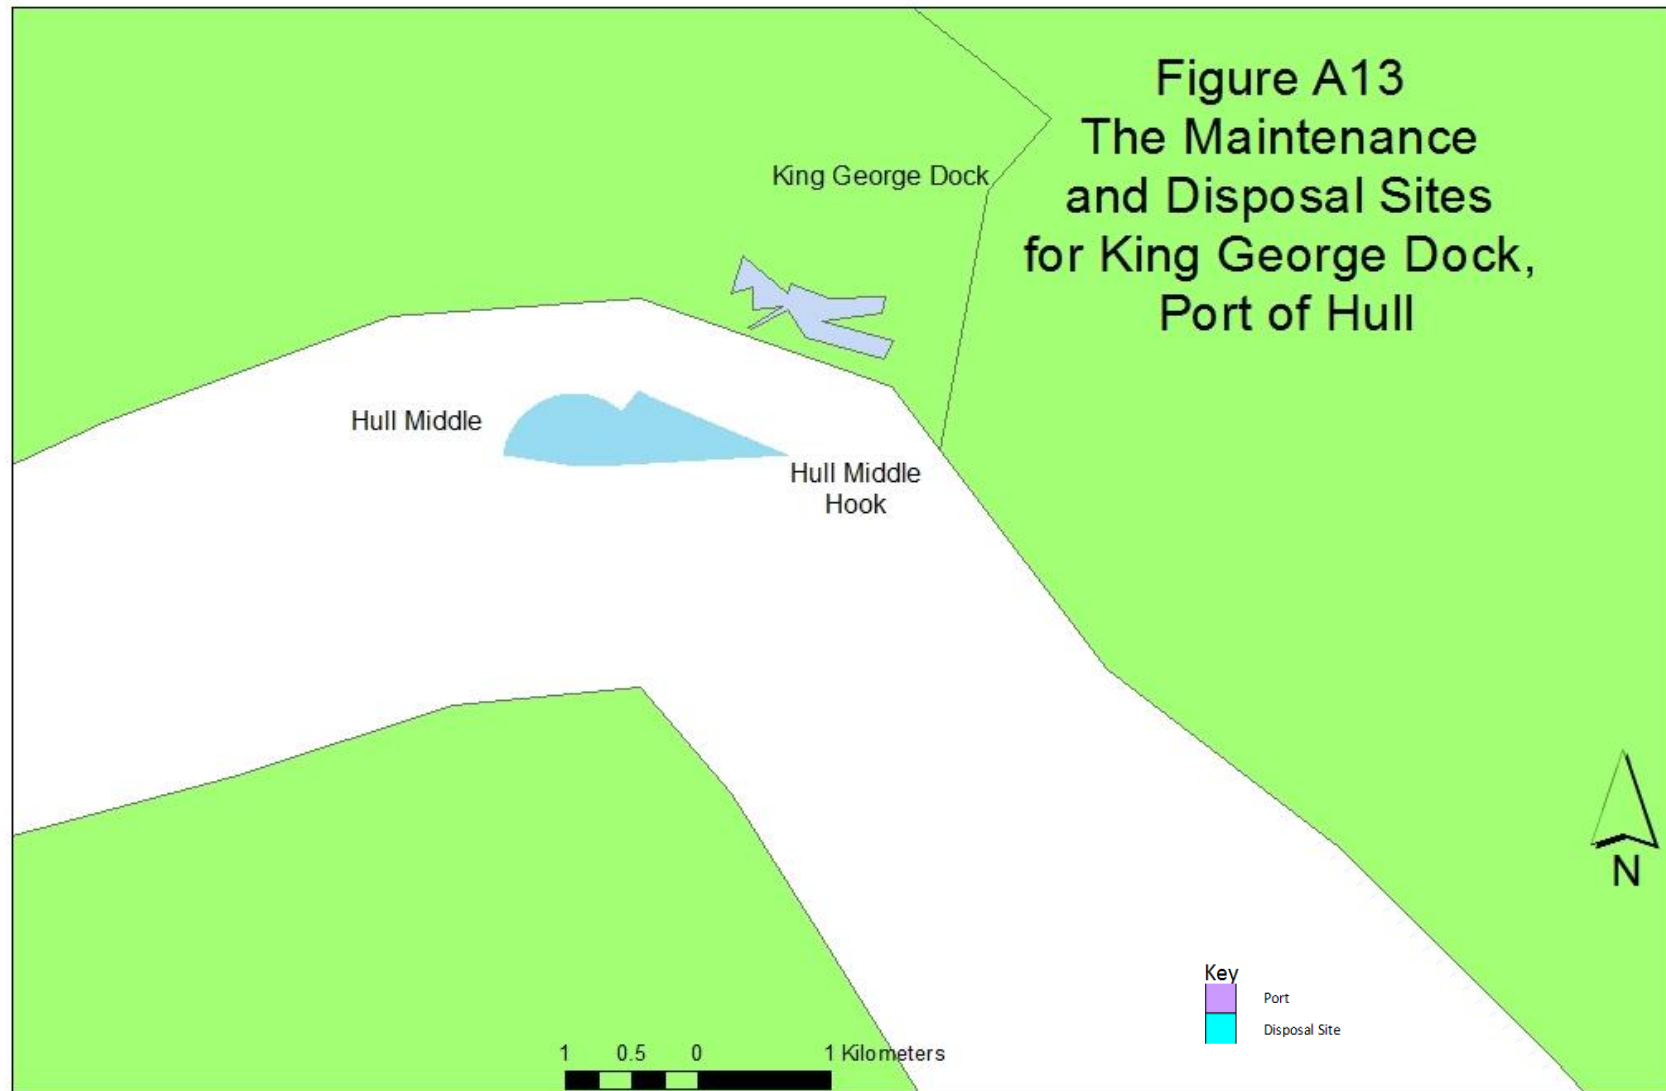 Figure A13
The Maintenance
and Disposal Sites
for King George Dock,
Port of Hull
King George Dock
Hull Middle
Hull Middle
Hook
N
Key
Port
Disposal Site
1 0.5 0 1 Kilometers